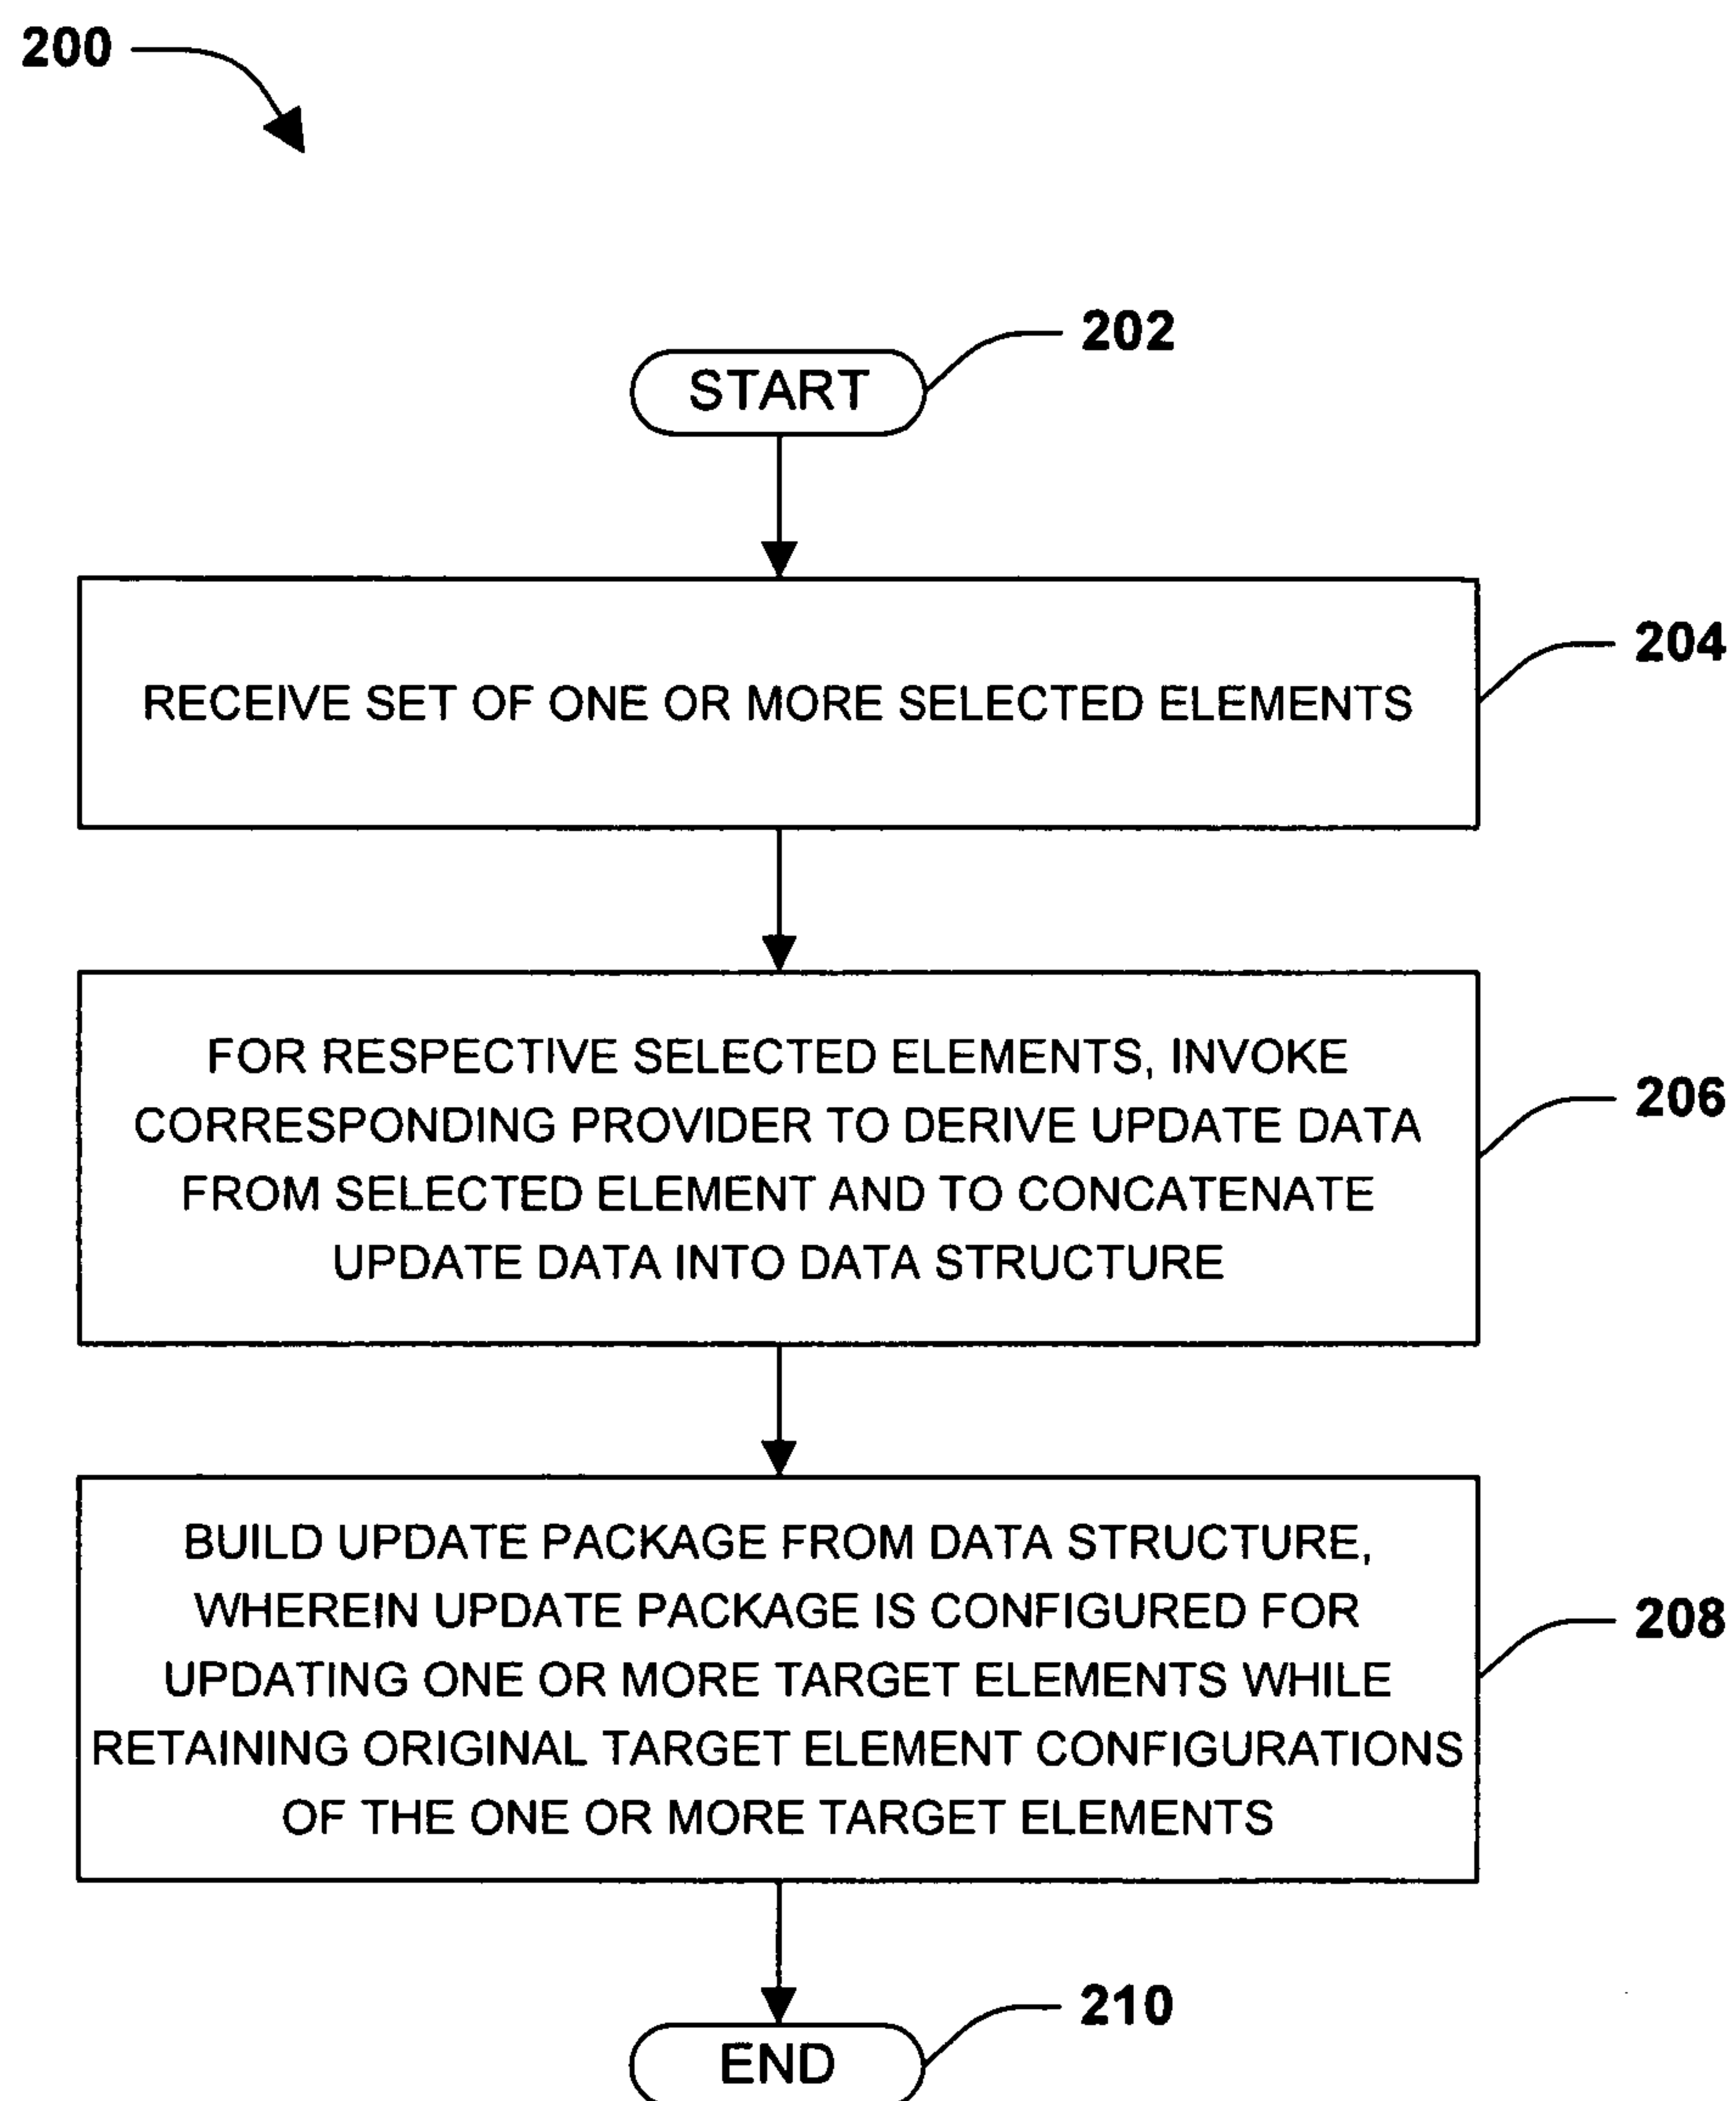 200
202
START
204
RECEIVE SET OF ONE OR MORE SELECTED ELEMENTS
206
FOR RESPECTIVE SELECTED ELEMENTS, INVOKE
CORRESPONDING PROVIDER TO DERIVE UPDATE DATA
FROM SELECTED ELEMENT AND TO CONCATENATE
UPDATE DATA INTO DATA STRUCTURE
208
BUILD UPDATE PACKAGE FROM DATA STRUCTURE,
WHEREIN UPDATE PACKAGE IS CONFIGURED FOR
UPDATING ONE OR MORE TARGET ELEMENTS WHILE
RETAINING ORIGINAL TARGET ELEMENT CONFIGURATIONS
OF THE ONE OR MORE TARGET ELEMENTS
210
END